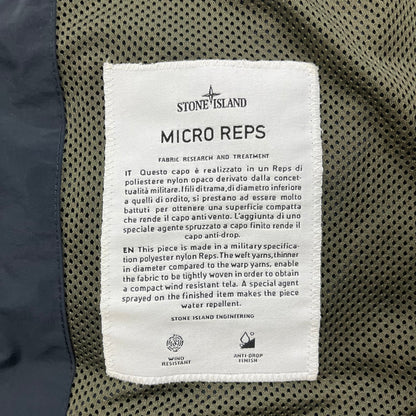 STONE ISLAND
MICRO REPS
FABRIC RESEARCH AND TREATMENT
IT Questo capo è realizzato in un Reps di
poliestere nylon opaco derivato dalla concet-
tualità militare. I fili di trama, di diametro inferiore
a quelli di ordito, si prestano ad essere molto
battuti per ottenere una superficie compatta
che rende il capo anti vento. L'aggiunta di uno
speciale agente spruzzato a capo finito rende il
capo anti-drop.
EN This piece is made in a military specifica-
tion polyester nylon Reps. The weft yarns, thinner
in diameter compared to the warp yarns, enable
the fabric to be tightly woven in order to obtain
a compact wind resistant tela. A special agent
sprayed on the finished item makes the piece
water repellent.
STONE ISLAND ENGINEERING
WIND
RESISTANT
ANTI-DROP
FINISH